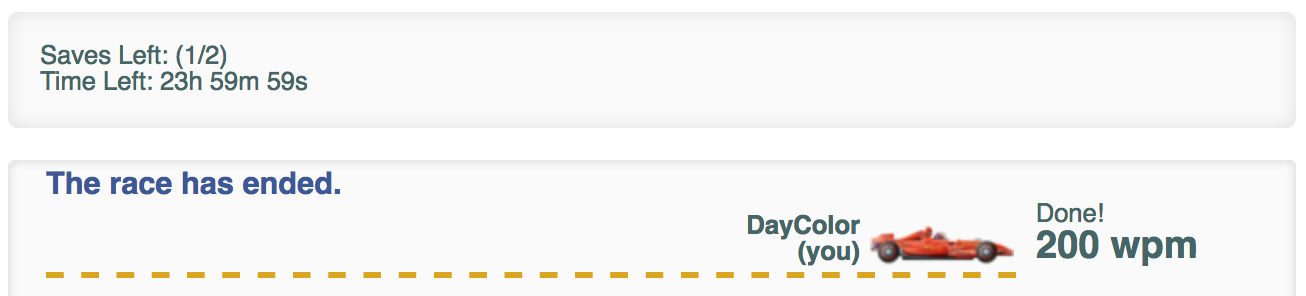 Saves Left: (1/2)
Time Left: 23h 59m 59s
The race has ended.
DayColor
(you)
Done!
200 wpm